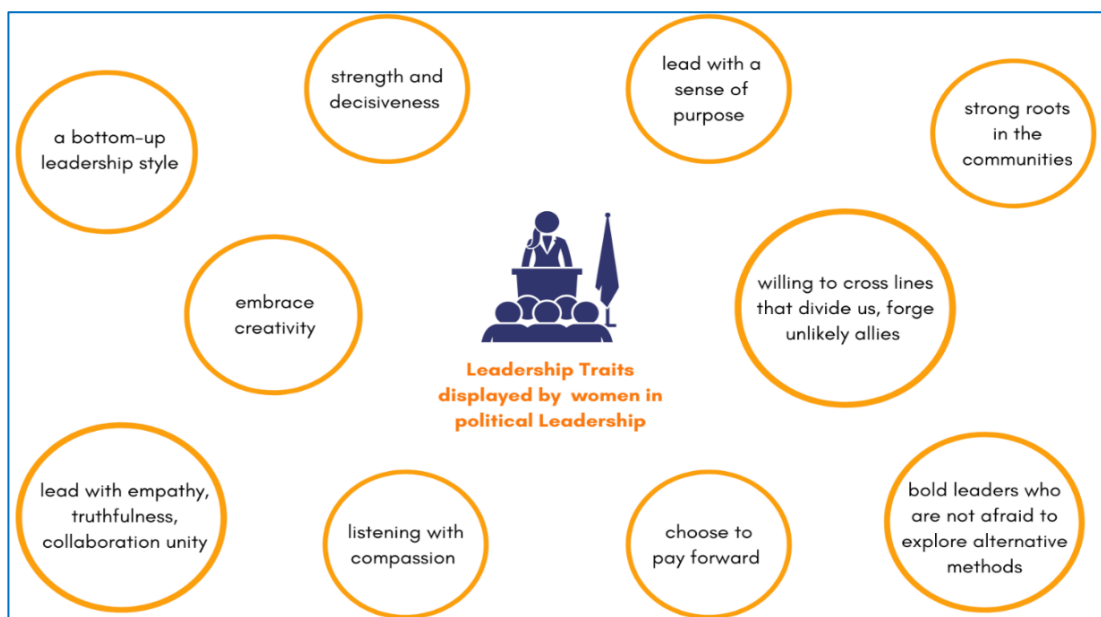 strength and
decisiveness
lead with a
sense of
purpose
a bottom-up
leadership style
strong roots
in the
communities
embrace
creativity
willing to cross lines
that divide us, forge
unlikely allies
Leadership Traits
displayed by women in
political Leadership
lead with empathy,
truthfulness,
collaboration unity
listening with
compassion
choose to
pay forward
bold leaders who
are not afraid to
explore alternative
methods